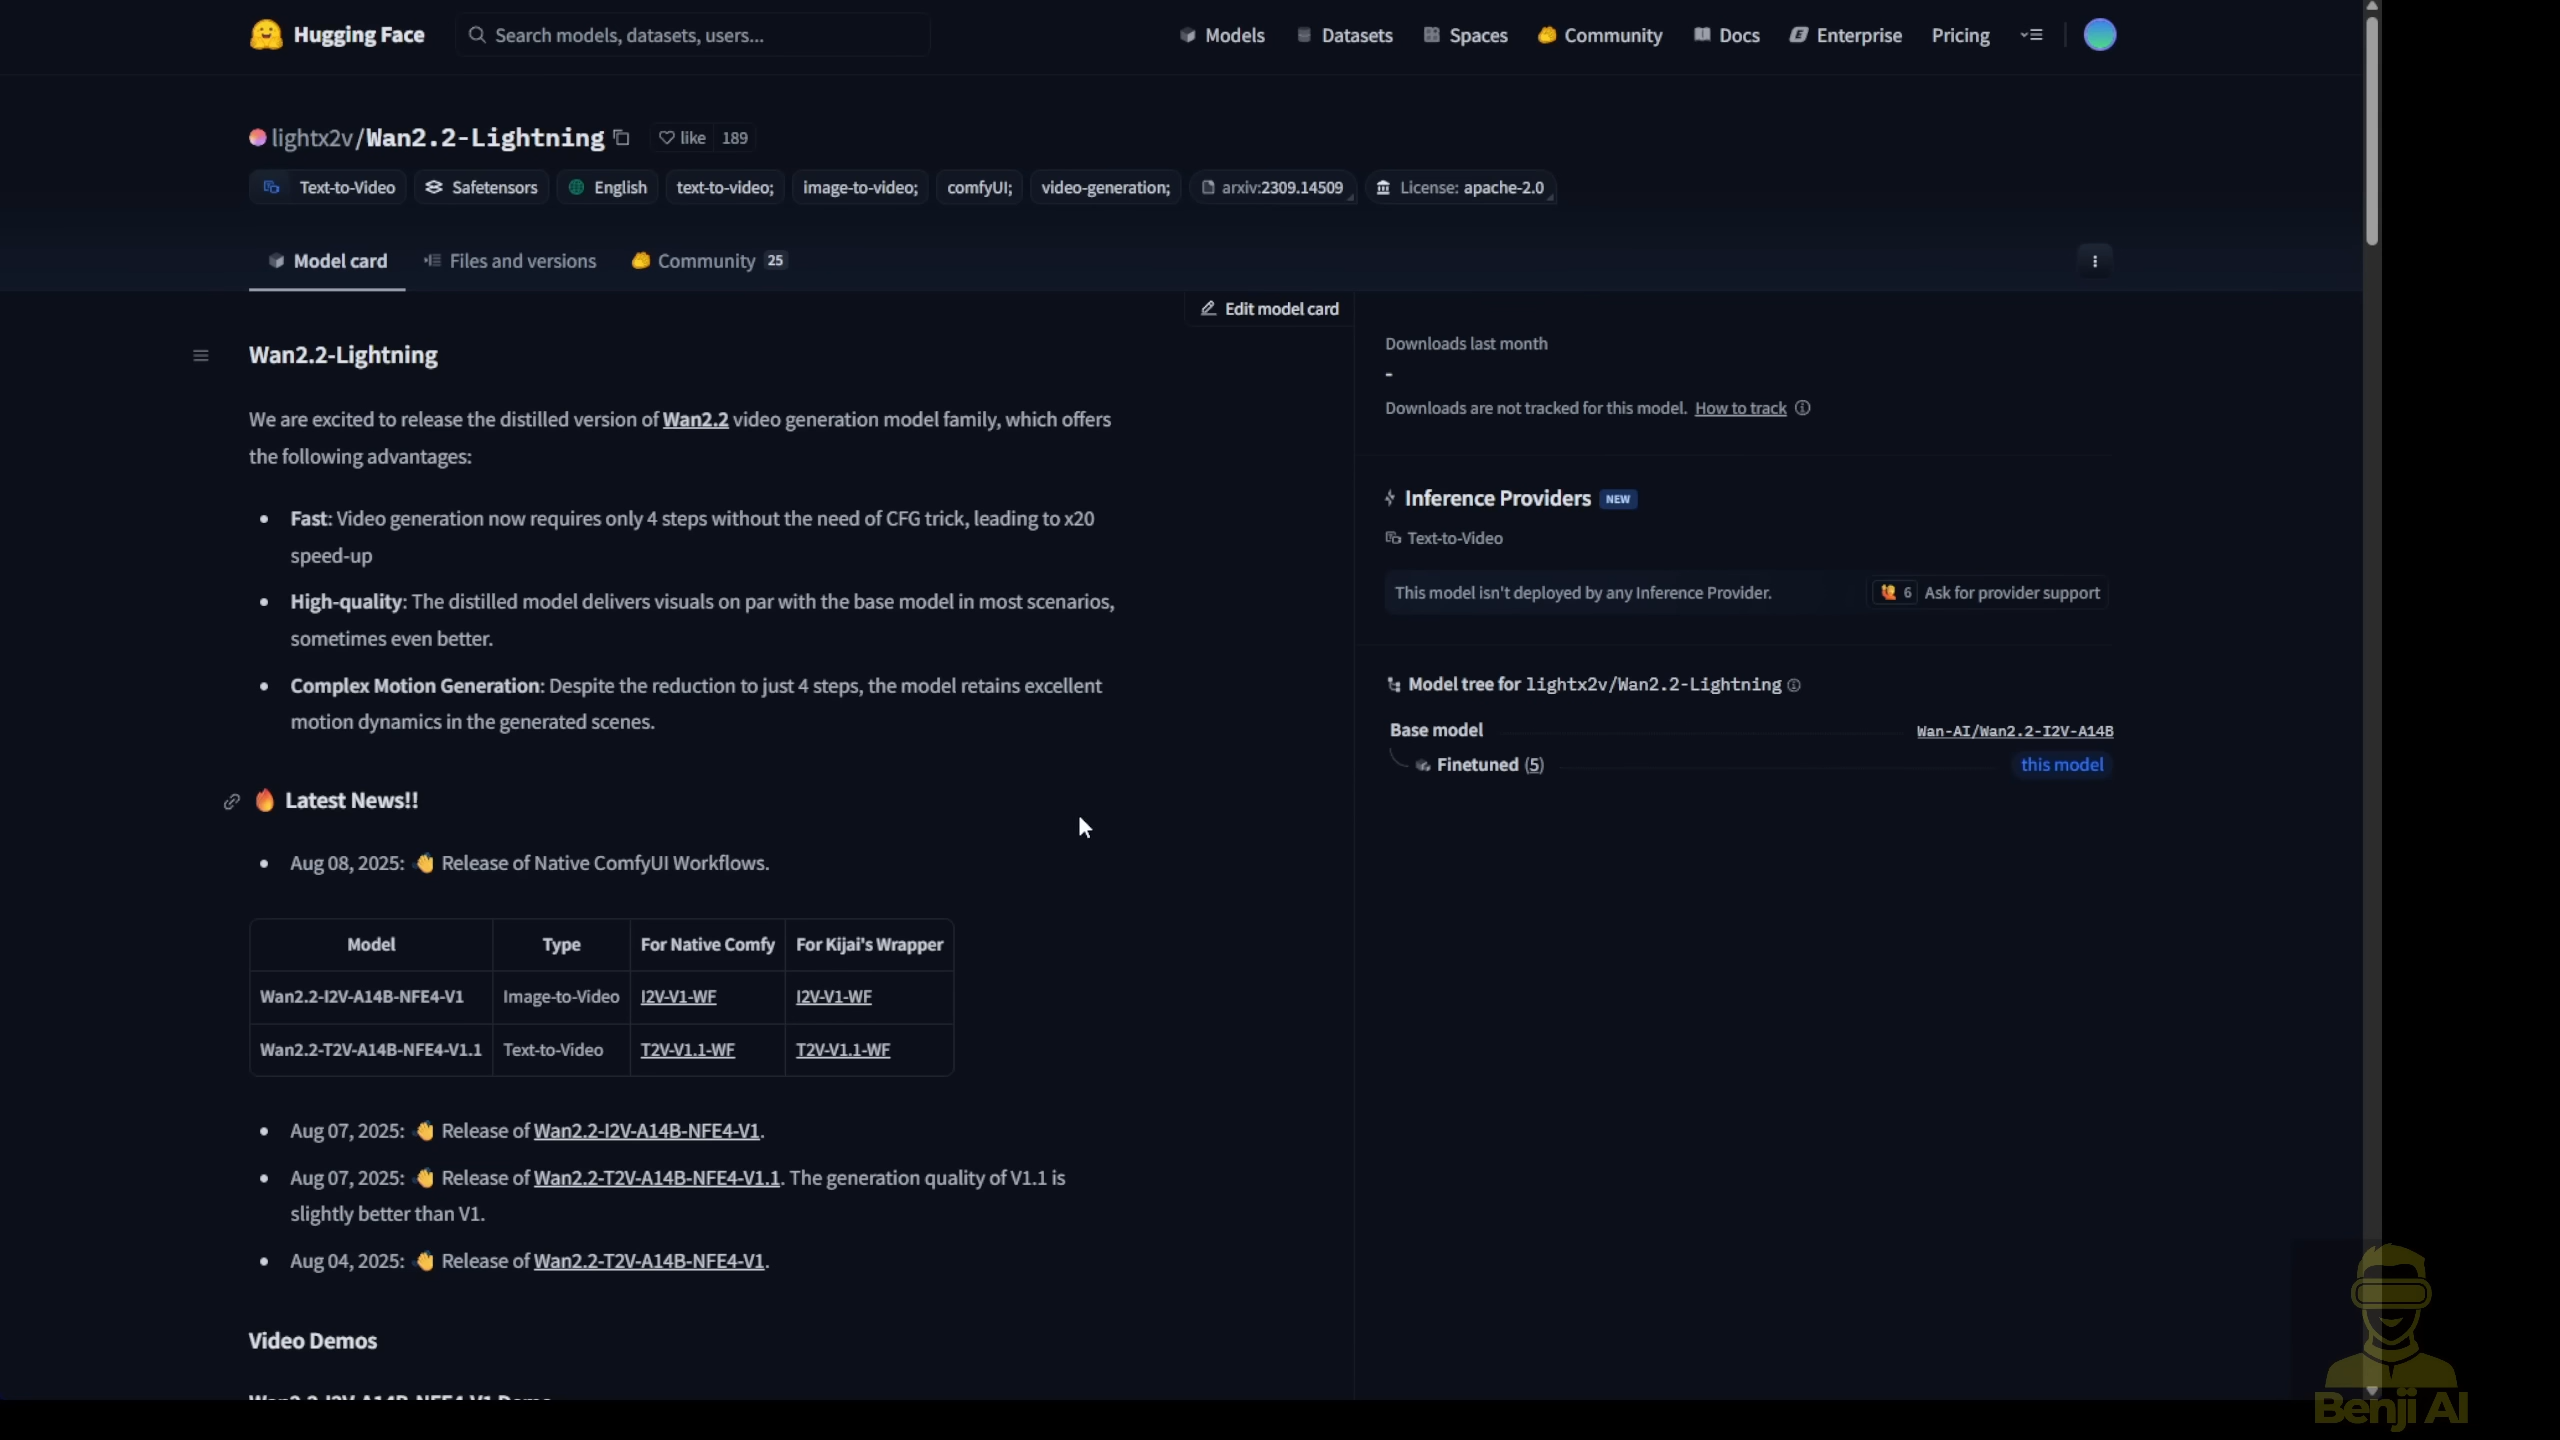 Hugging Face
Search models, datasets, users...
Models
Datasets
Spaces
Community
Docs
Enterprise
Pricing
lightx2v/Wan2.2-Lightning
like 189
Text-to-Video
Safetensors
English
text-to-video;
image-to-video;
comfyUI;
video-generation;
arxiv:2309.14509
License: apache-2.0
Model card
Files and versions
Community 25
Edit model card
Wan2.2-Lightning
We are excited to release the distilled version of Wan2.2 video generation model family, which offers
the following advantages:
Fast: Video generation now requires only 4 steps without the need of CFG trick, leading to x20
speed-up
High-quality: The distilled model delivers visuals on par with the base model in most scenarios,
sometimes even better.
Complex Motion Generation: Despite the reduction to just 4 steps, the model retains excellent
motion dynamics in the generated scenes.
🔥 Latest News!!
Aug 08, 2025: 👋 Release of Native ComfyUI Workflows.
Model Type For Native Comfy For Kijai's Wrapper
Wan2.2-I2V-A14B-NFE4-V1 Image-to-Video I2V-V1-WF I2V-V1-WF
Wan2.2-T2V-A14B-NFE4-V1.1 Text-to-Video T2V-V1.1-WF T2V-V1.1-WF
Aug 07, 2025: 👋 Release of Wan2.2-I2V-A14B-NFE4-V1.
Aug 07, 2025: 👋 Release of Wan2.2-T2V-A14B-NFE4-V1.1. The generation quality of V1.1 is
slightly better than V1.
Aug 04, 2025: 👋 Release of Wan2.2-T2V-A14B-NFE4-V1.
Video Demos
Wan2.2-I2V-A14B-NFE4-V1 Demo
Downloads last month
-
Downloads are not tracked for this model. How to track
Inference Providers NEW
Text-to-Video
This model isn't deployed by any Inference Provider.
6 Ask for provider support
Model tree for lightx2v/Wan2.2-Lightning
Base model Wan-AI/Wan2.2-I2V-A14B
Finetuned (5) this model
Benji AI